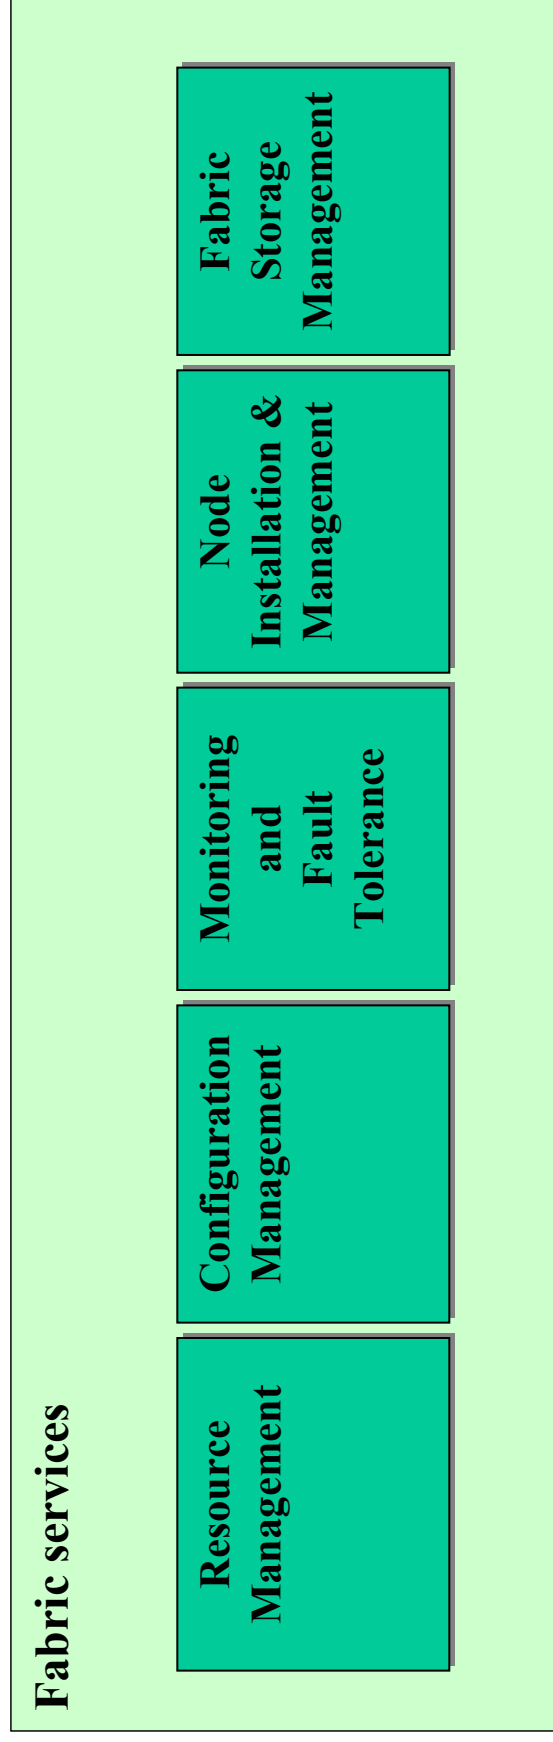 Fabric services
Resource
Management
Configuration
Management
Monitoring
and
Fault
Tolerance
Node
Installation &
Management
Fabric
Storage
Management